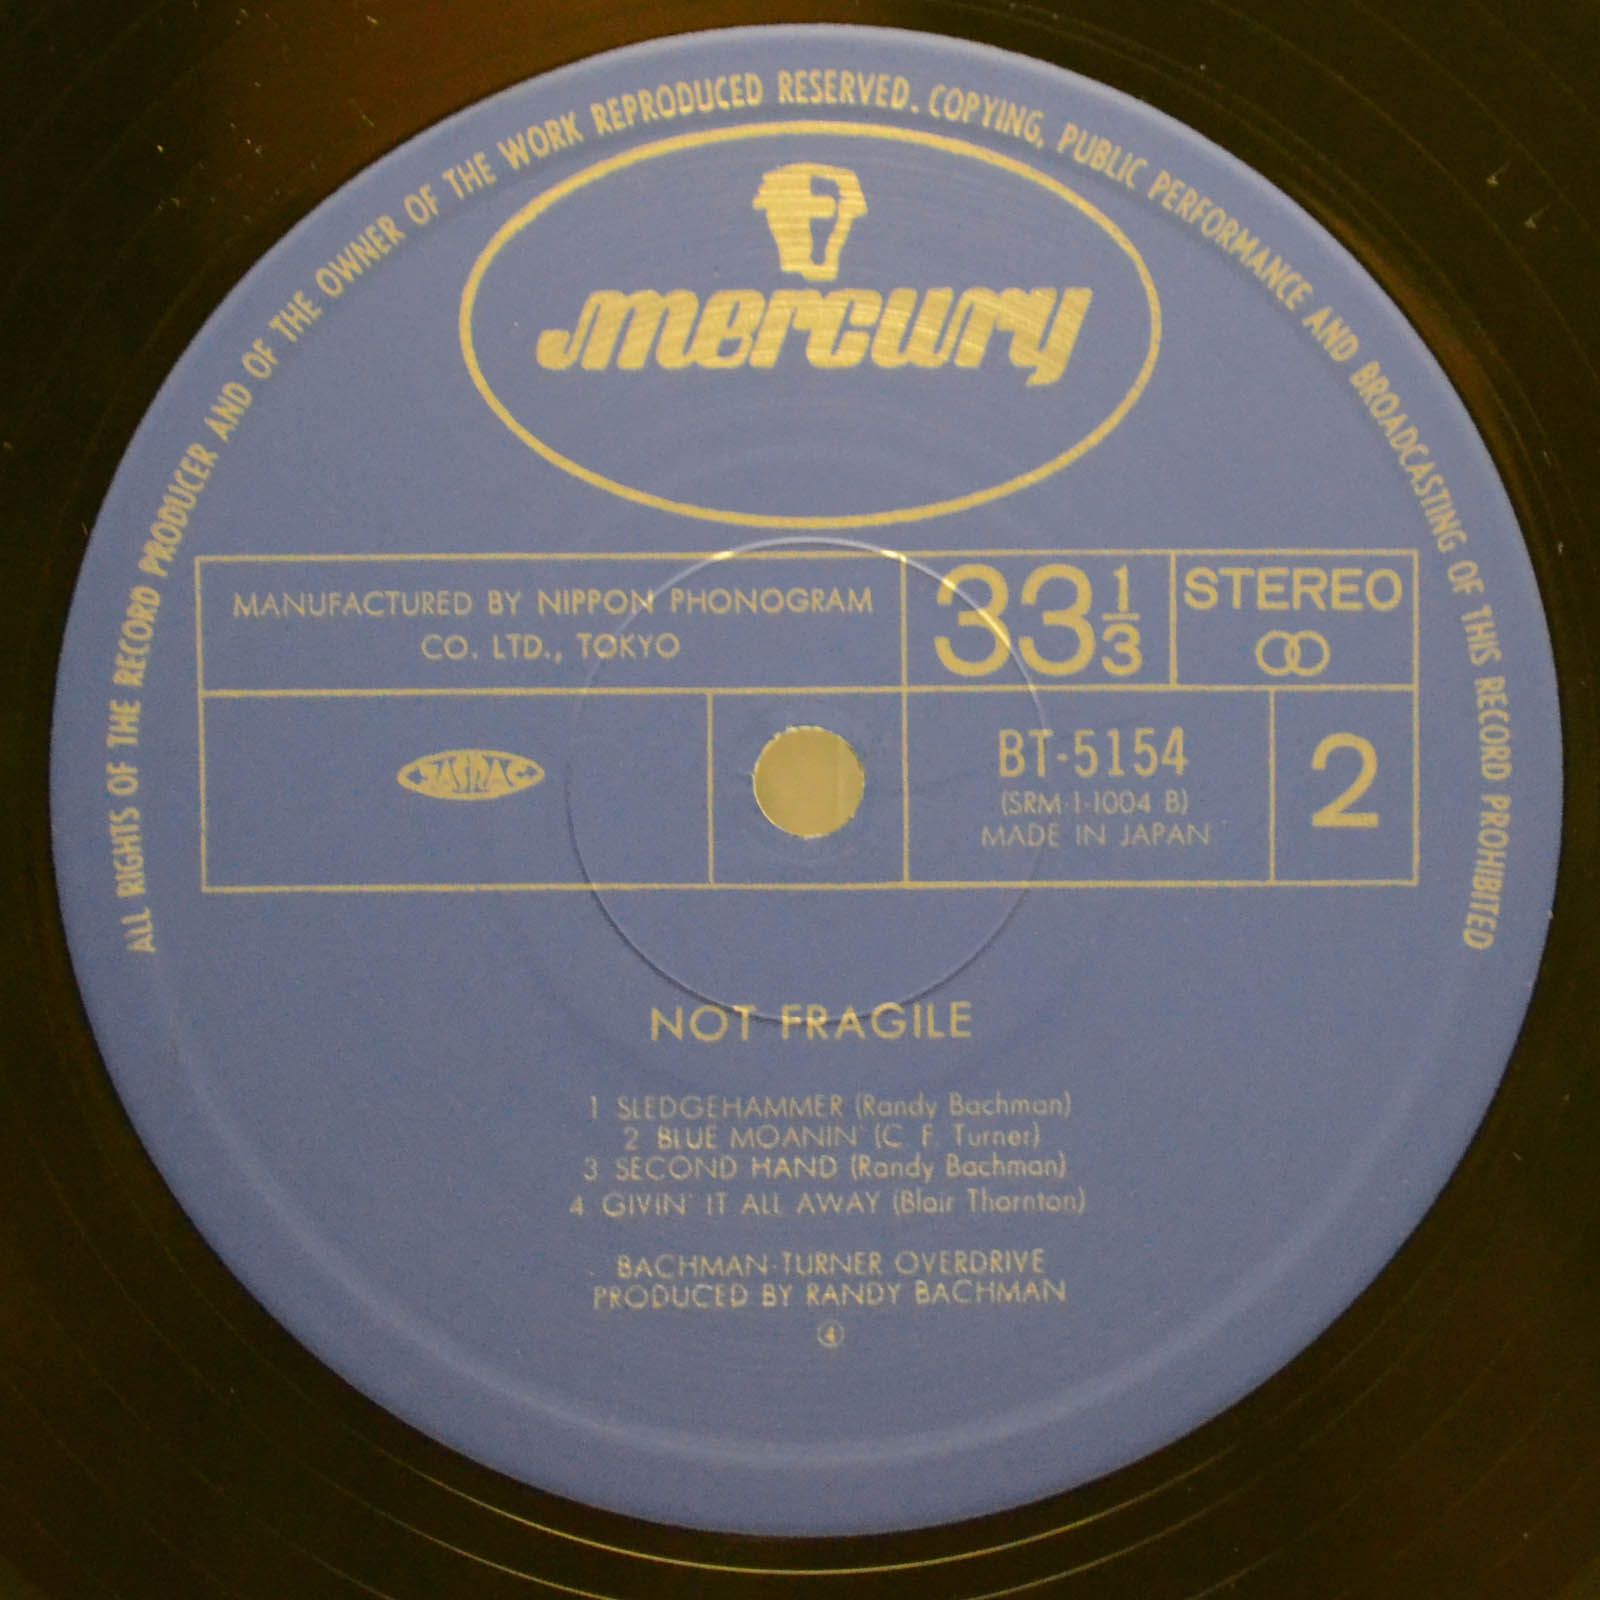 ALL RIGHTS OF THE RECORD PRODUCER AND OF THE OWNER OF THE WORK REPRODUCED RESERVED. COPYING, PUBLIC PERFORMANCE AND BROADCASTING OF THIS RECORD PROHIBITED
mercury
MANUFACTURED BY NIPPON PHONOGRAM
CO. LTD., TOKYO
33 1/3
STEREO
BT-5154
(SRM-1-1004 B)
MADE IN JAPAN
2
NOT FRAGILE
1 SLEDGEHAMMER (Randy Bachman)
2 BLUE MOANIN' (C. F. Turner)
3 SECOND HAND (Randy Bachman)
4 GIVIN' IT ALL AWAY (Blair Thornton)
BACHMAN-TURNER OVERDRIVE
PRODUCED BY RANDY BACHMAN
④